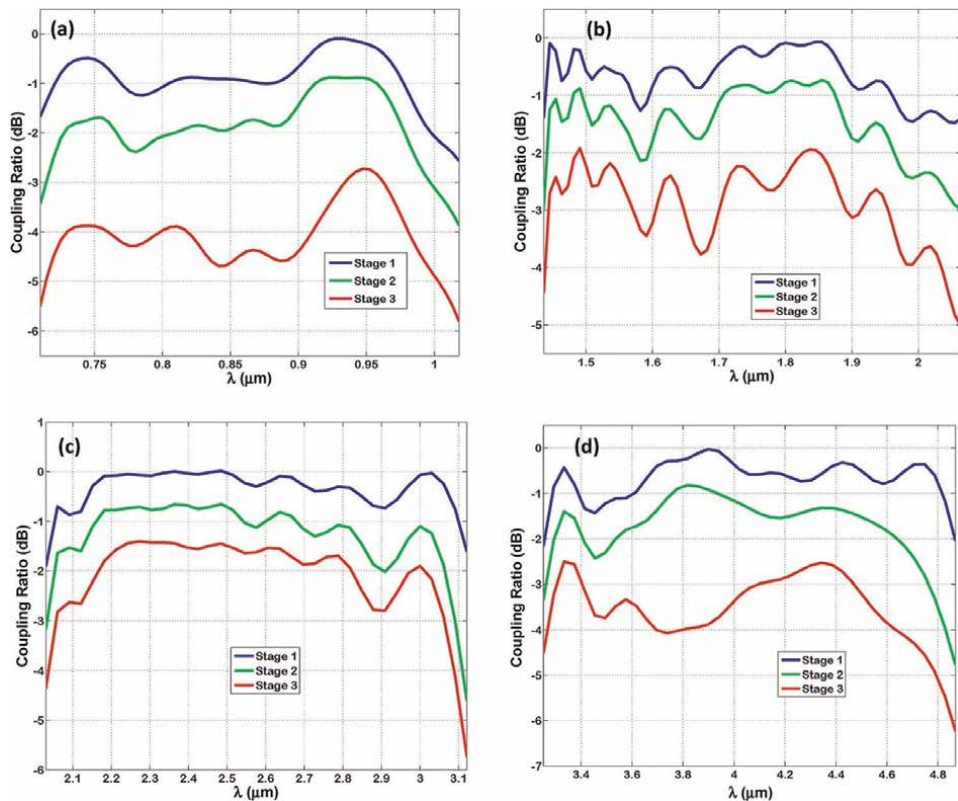 (a)
Coupling Ratio (dB)
0
-1
-2
-3
-4
-5
-6
Stage 1
Stage 2
Stage 3
0.75 0.8 0.85 0.9 0.95 1
λ (µm)
(b)
Coupling Ratio (dB)
0
-1
-2
-3
-4
-5
Stage 1
Stage 2
Stage 3
1.5 1.6 1.7 1.8 1.9 2
λ (µm)
(c)
Coupling Ratio (dB)
1
0
-1
-2
-3
-4
-5
-6
Stage 1
Stage 2
Stage 3
2.1 2.2 2.3 2.4 2.5 2.6 2.7 2.8 2.9 3 3.1
λ (µm)
(d)
Coupling Ratio (dB)
1
0
-1
-2
-3
-4
-5
-6
-7
Stage 1
Stage 2
Stage 3
3.4 3.6 3.8 4 4.2 4.4 4.6 4.8
λ (µm)